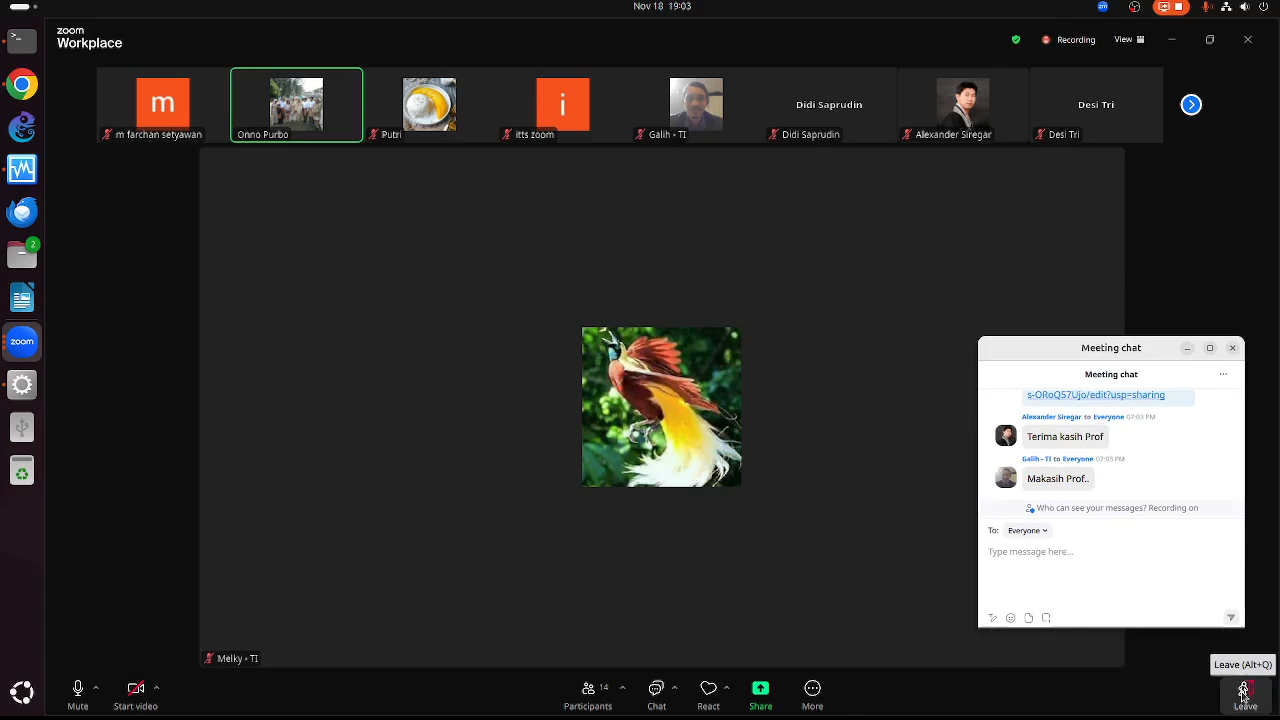 Nov 18 19:03
zm
zoom
Workplace
Recording
View
m
m farchan setyawan
Onno Purbo
Putri
i
itts zoom
Galih - TI
Didi Saprudin
Didi Saprudin
Alexander Siregar
Desi Tri
Desi Tri
2
zoom
Meeting chat
Meeting chat
s-ORoQ57Ujo/edit?usp=sharing
Alexander Siregar to Everyone 07:03 PM
Terima kasih Prof
Galih - TI to Everyone 07:03 PM
Makasih Prof..
Who can see your messages? Recording on
To: Everyone
Type message here...
Melky - TI
Leave (Alt+Q)
Mute
Start video
14
Participants
Chat
React
Share
More
Leave